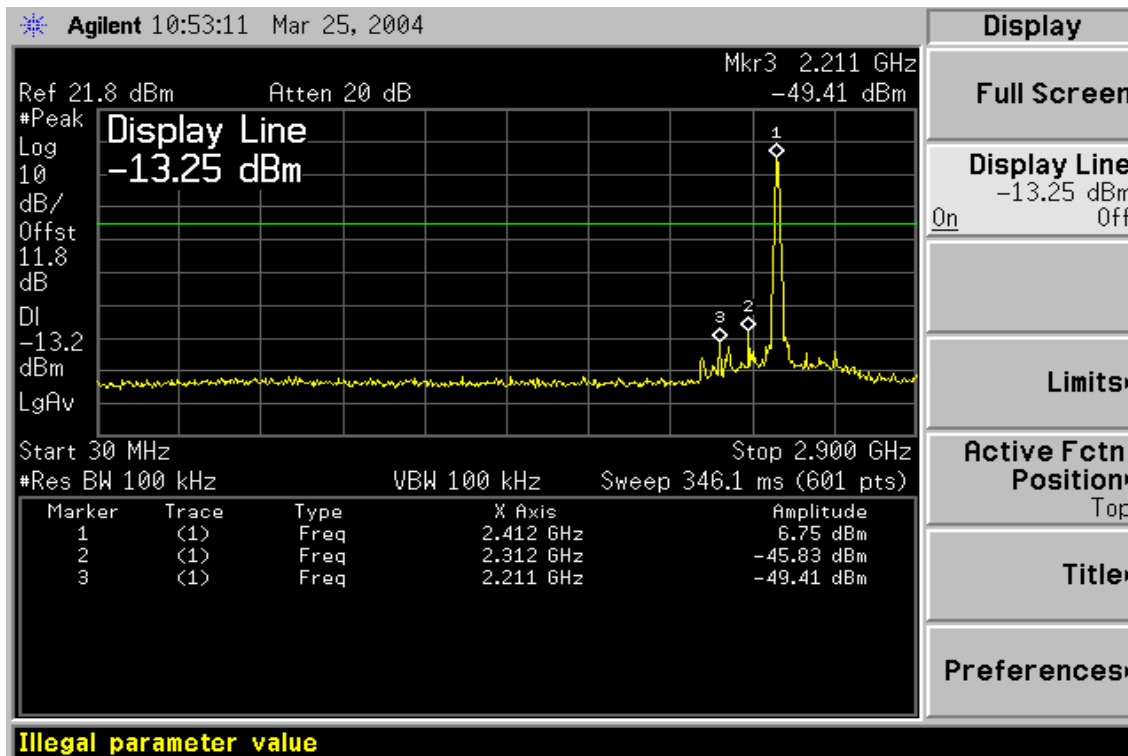 Agilent 10:53:11 Mar 25, 2004
Mkr3 2.211 GHz
Ref 21.8 dBm Atten 20 dB -49.41 dBm
#Peak
Log
10
dB/
Offst
11.8
dB
DI
-13.2
dBm
LgAv
Display Line
-13.25 dBm
1
2
3
Start 30 MHz Stop 2.900 GHz
#Res BW 100 kHz VBW 100 kHz Sweep 346.1 ms (601 pts)
Marker Trace Type X Axis Amplitude
1 (1) Freq 2.412 GHz 6.75 dBm
2 (1) Freq 2.312 GHz -45.83 dBm
3 (1) Freq 2.211 GHz -49.41 dBm
Illegal parameter value
Display
Full Screen
Display Line
-13.25 dBm
On Off
Limits
Active Fctn
Position
Top
Title
Preferences